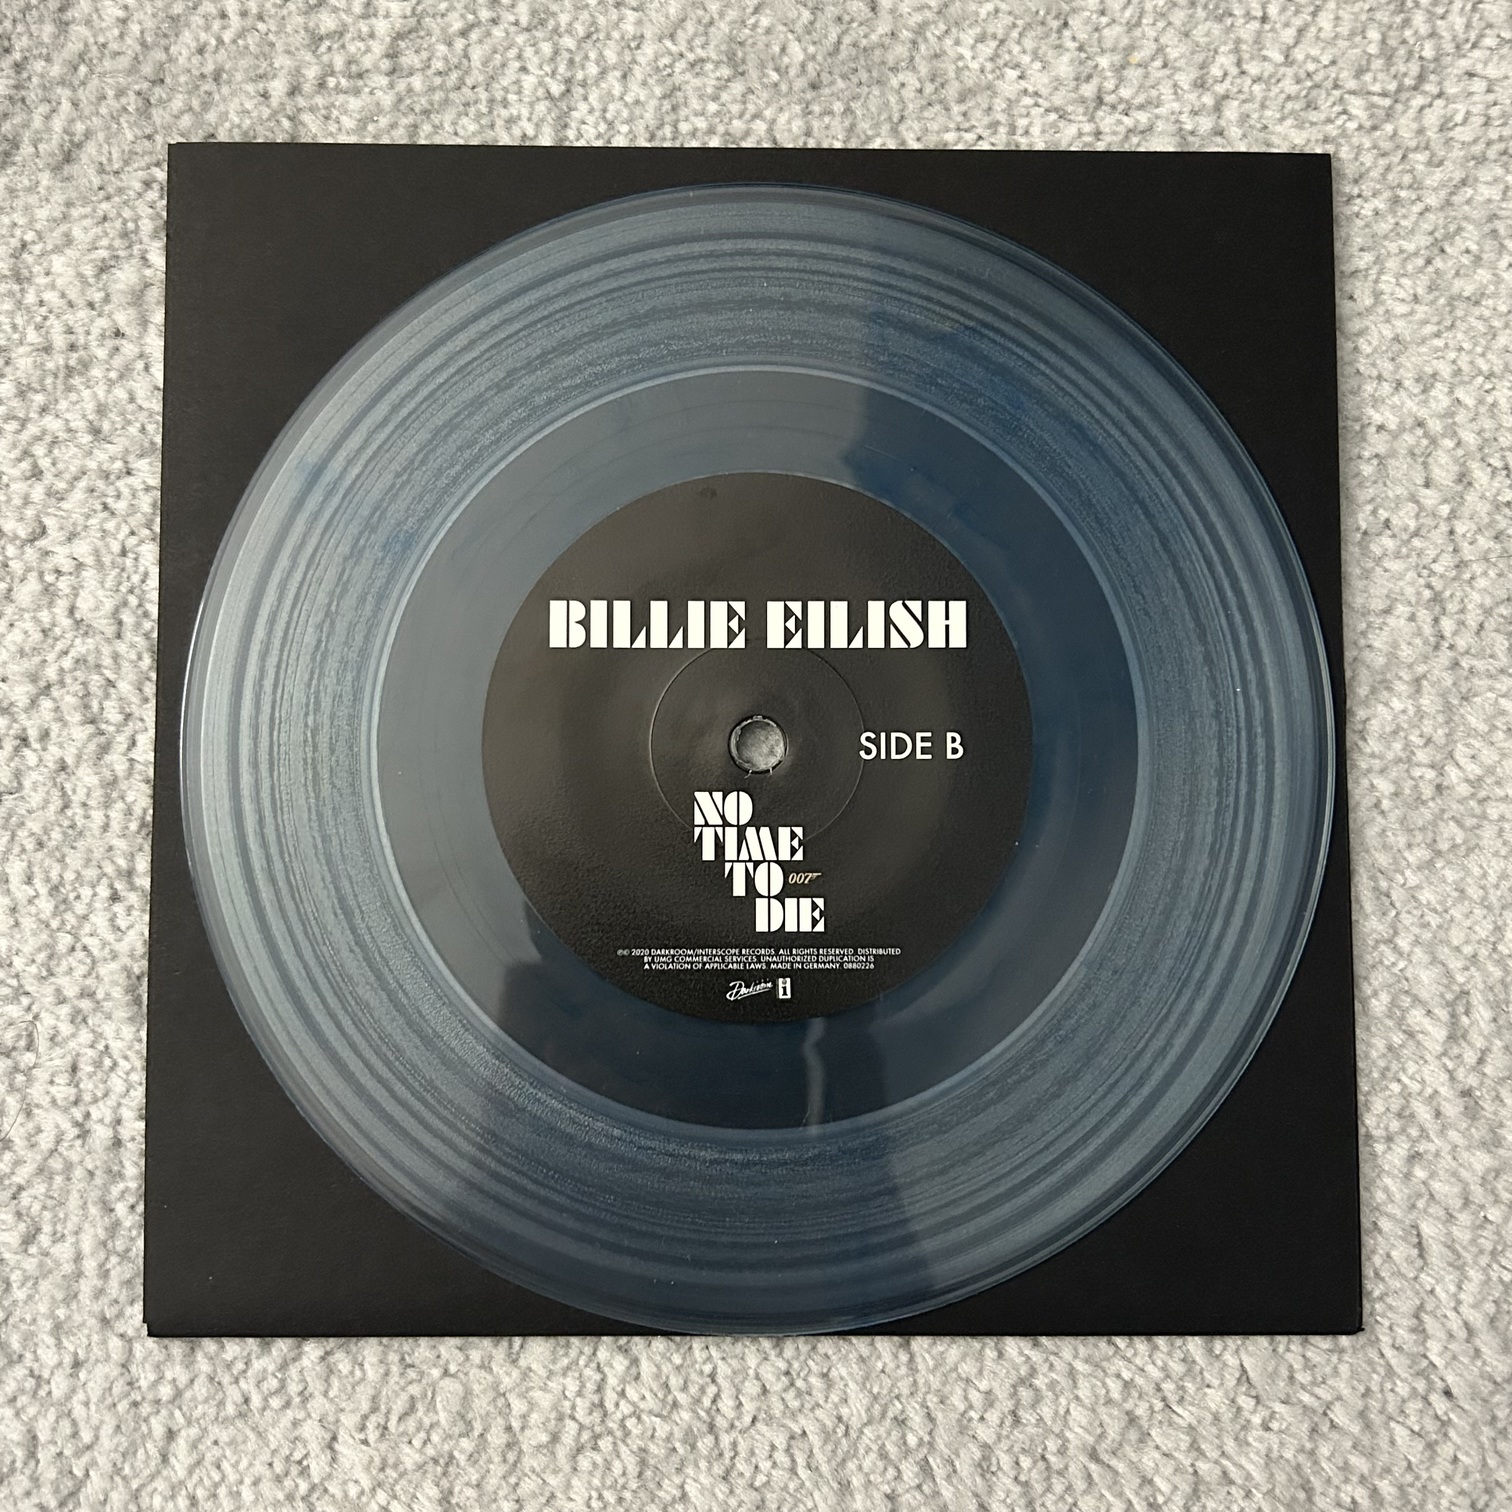 BILLIE EILISH
SIDE B
NO
TIME
TO 007
DIE
℗© 2020 DARKROOM/INTERSCOPE RECORDS. ALL RIGHTS RESERVED. DISTRIBUTED
BY UMG COMMERCIAL SERVICES. UNAUTHORIZED DUPLICATION IS
A VIOLATION OF APPLICABLE LAWS. MADE IN GERMANY. 0880226
Darkroom i